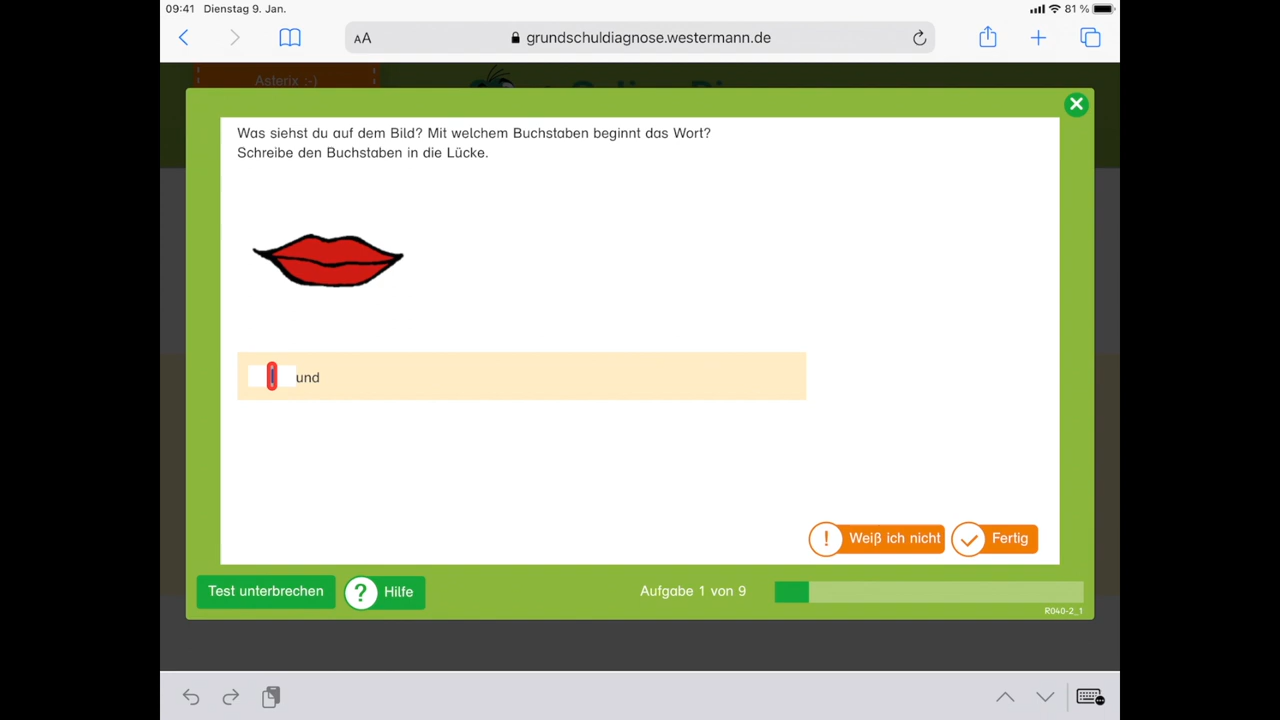 09:41 Dienstag 9. Jan. 81 %
AA grundschuldiagnose.westermann.de
Asterix :-)
Was siehst du auf dem Bild? Mit welchem Buchstaben beginnt das Wort?
Schreibe den Buchstaben in die Lücke.
und
! Weiß ich nicht Fertig
Test unterbrechen ? Hilfe Aufgabe 1 von 9
R040-2_1